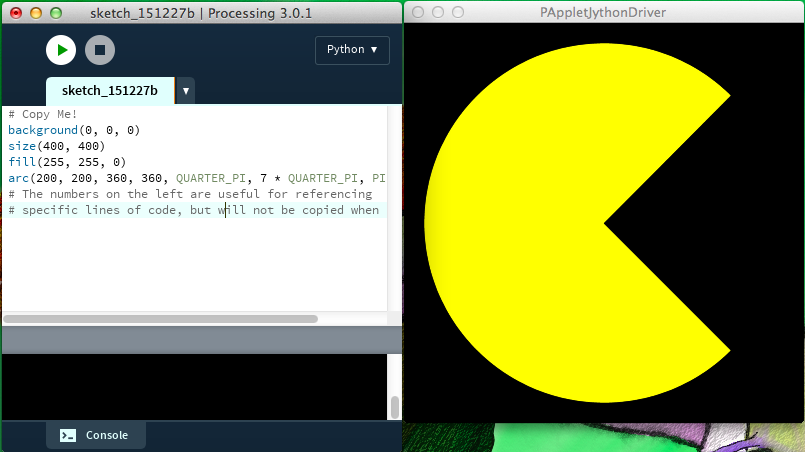 sketch_151227b | Processing 3.0.1
Python ▾
sketch_151227b ▾
# Copy Me!
background(0, 0, 0)
size(400, 400)
fill(255, 255, 0)
arc(200, 200, 360, 360, QUARTER_PI, 7 * QUARTER_PI, PI
# The numbers on the left are useful for referencing
# specific lines of code, but will not be copied when
Console
PAppletJythonDriver